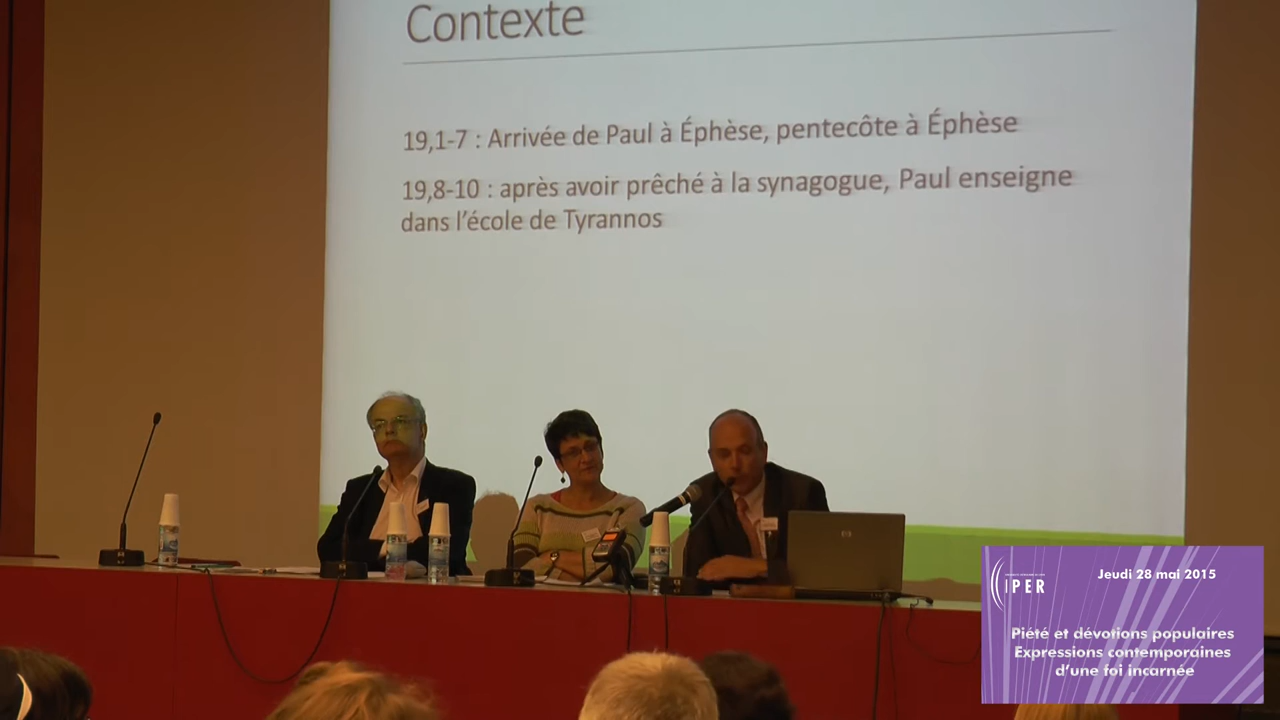 Contexte
19,1-7 : Arrivée de Paul à Éphèse, pentecôte à Éphèse
19,8-10 : après avoir prêché à la synagogue, Paul enseigne
dans l'école de Tyrannos
Jeudi 28 mai 2015
IPER
Piété et dévotions populaires
Expressions contemporaines
d'une foi incarnée